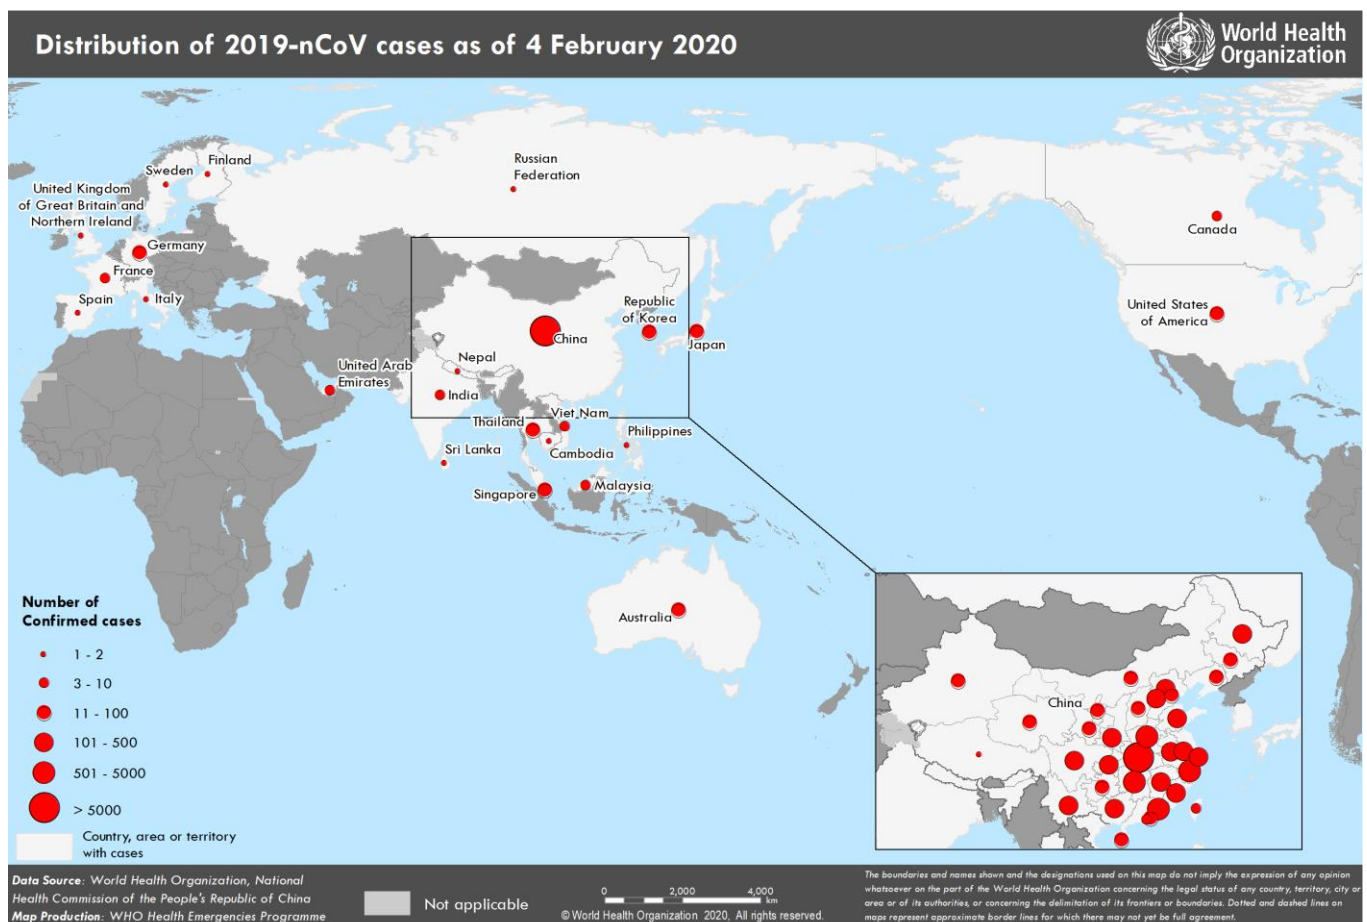 Distribution of 2019-nCoV cases as of 4 February 2020
World Health
Organization
Finland
Sweden
Russian
Federation
United Kingdom
of Great Britain and
Northern Ireland
Germany
France
Spain
Italy
Canada
United States
of America
Republic
of Korea
China
Japan
Nepal
United Arab
Emirates
India
Thailand
Viet Nam
Philippines
Sri Lanka
Cambodia
Singapore
Malaysia
Australia
China
Number of
Confirmed cases
1 - 2
3 - 10
11 - 100
101 - 500
501 - 5000
> 5000
Country, area or territory
with cases
Data Source: World Health Organization, National
Health Commission of the People's Republic of China
Map Production: WHO Health Emergencies Programme
Not applicable
0 2,000 4,000
km
© World Health Organization 2020, All rights reserved.
The boundaries and names shown and the designations used on this map do not imply the expression of any opinion
whatsoever on the part of the World Health Organization concerning the legal status of any country, territory, city or
area or of its authorities, or concerning the delimitation of its frontiers or boundaries. Dotted and dashed lines on
maps represent approximate border lines for which there may not yet be full agreement.